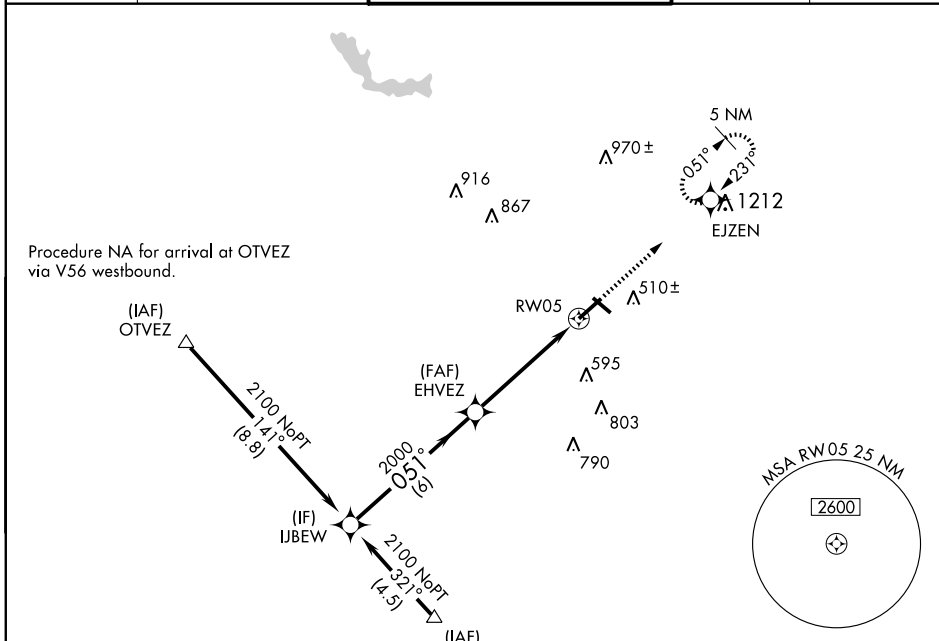 5 NM
970±
051°
231°
916
867
1212
EJZEN
Procedure NA for arrival at OTVEZ
via V56 westbound.
510±
RW05
(IAF)
OTVEZ
595
(FAF)
EHVEZ
2100 NoPT
141°
(8.8)
803
790
2000
051°
(6)
MSA RW05 25 NM
2600
(IF)
IJBEW
2100 NoPT
321°
(4.5)
(IAF)